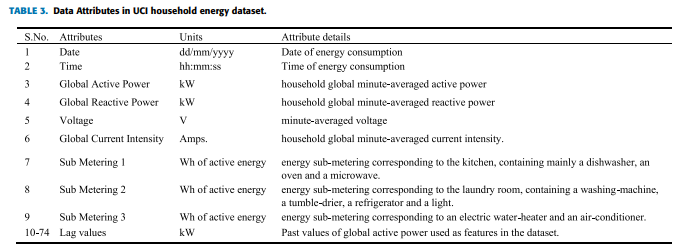 TABLE 3. Data Attributes in UCI household energy dataset.
S.No. Attributes Units Attribute details
1 Date dd/mm/yyyy Date of energy consumption
2 Time hh:mm:ss Time of energy consumption
3 Global Active Power kW household global minute-averaged active power
4 Global Reactive Power kW household global minute-averaged reactive power
5 Voltage V minute-averaged voltage
6 Global Current Intensity Amps. household global minute-averaged current intensity.
7 Sub Metering 1 Wh of active energy energy sub-metering corresponding to the kitchen, containing mainly a dishwasher, an
oven and a microwave.
8 Sub Metering 2 Wh of active energy energy sub-metering corresponding to the laundry room, containing a washing-machine,
a tumble-drier, a refrigerator and a light.
9 Sub Metering 3 Wh of active energy energy sub-metering corresponding to an electric water-heater and an air-conditioner.
10-74 Lag values kW Past values of global active power used as features in the dataset.